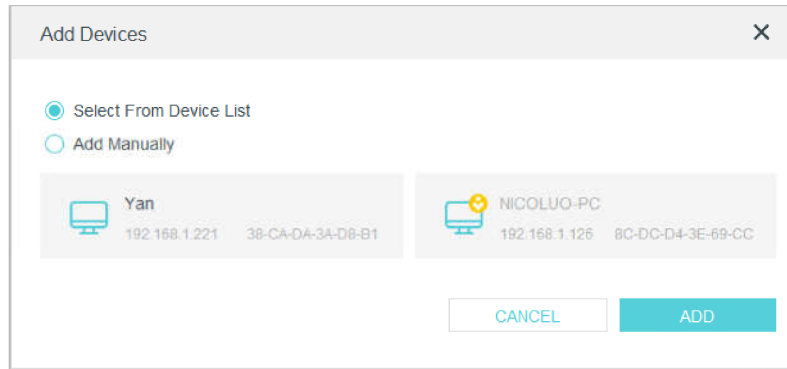 Add Devices
Select From Device List
Add Manually
Yan
192.168.1.221 38-CA-DA-3A-D8-B1
NICOLUO-PC
192.168.1.126 8C-DC-D4-3E-69-CC
CANCEL
ADD